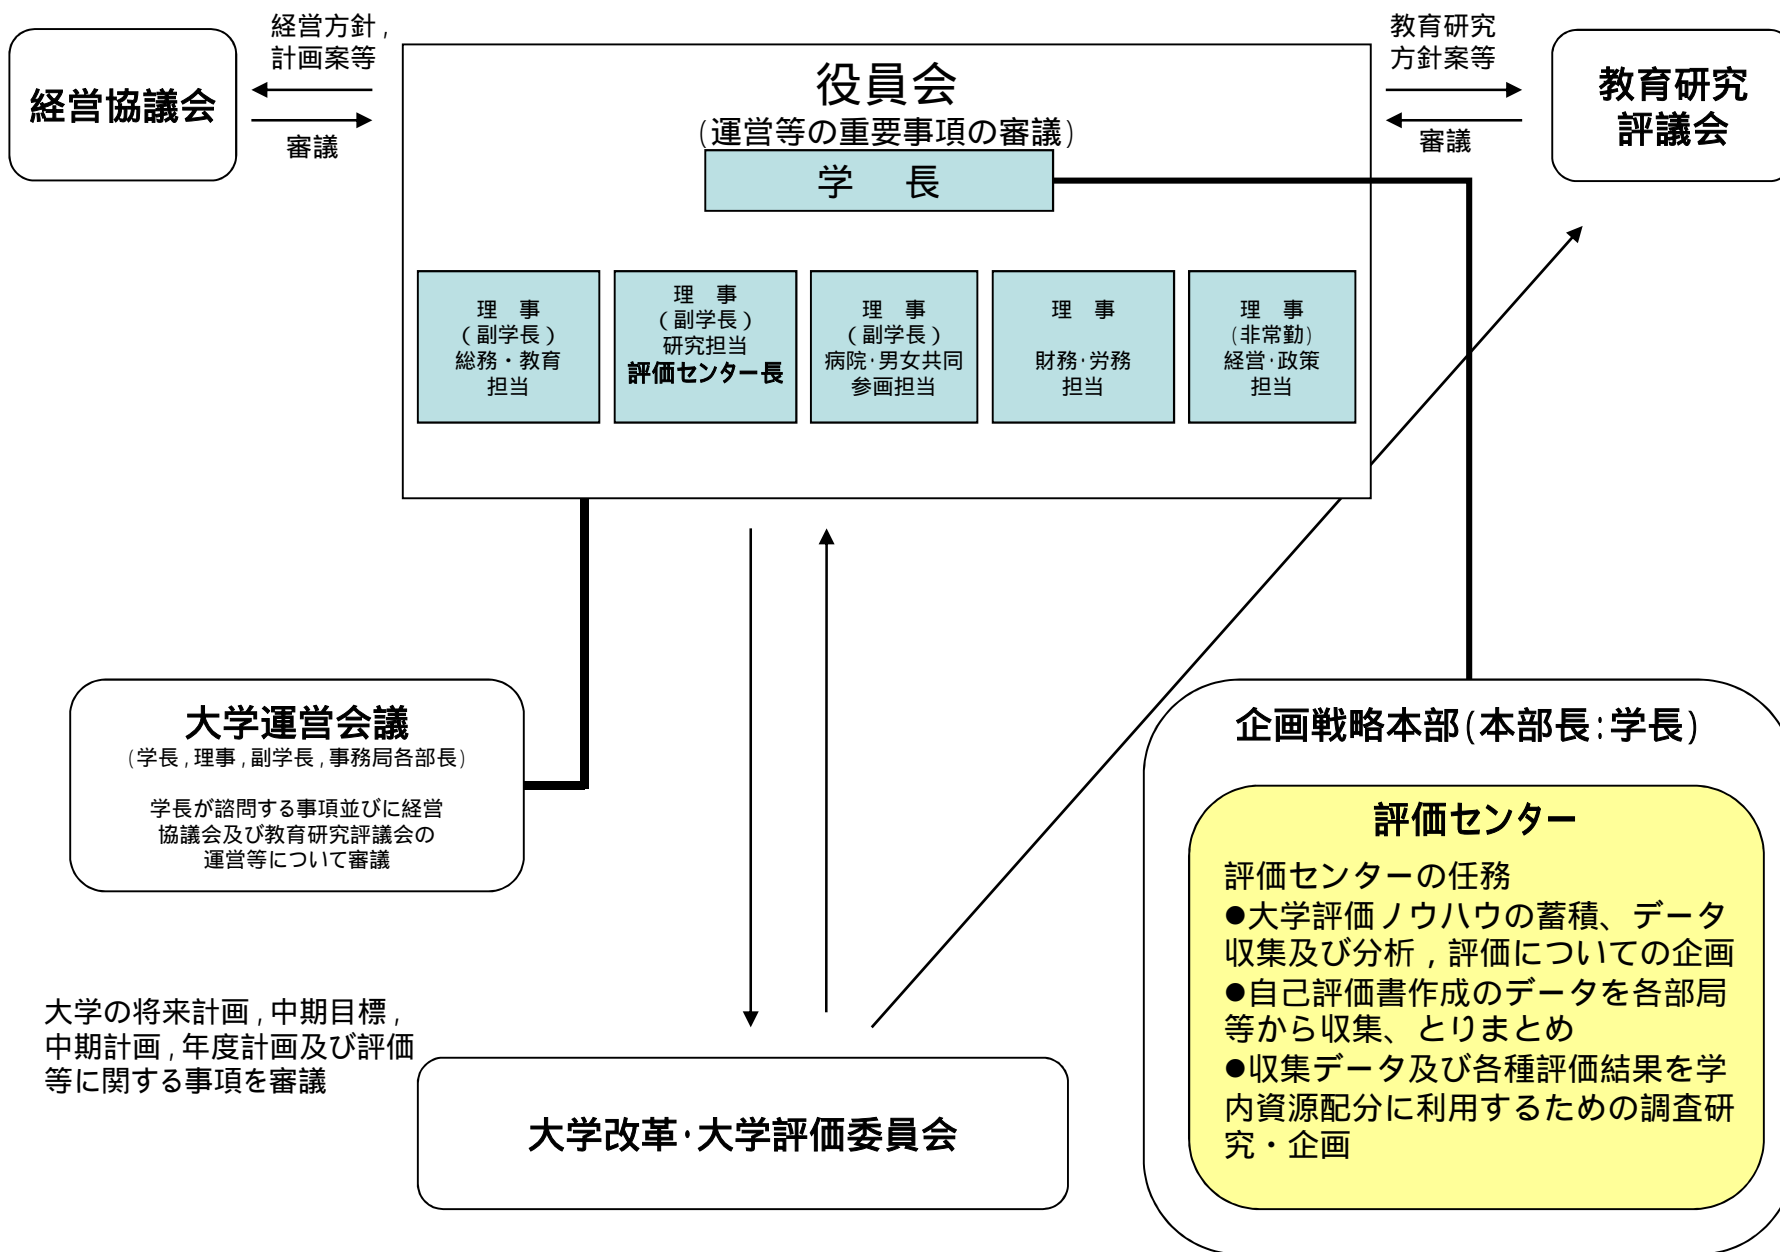 経営方針，
計画案等
経営協議会
審議
役員会
（運営等の重要事項の審議）
学　長
教育研究
方針案等
審議
教育研究
評議会
理　事
（副学長）
総務・教育
担当
理　事
（副学長）
研究担当
評価センター長
理　事
（副学長）
病院・男女共同
参画担当
理　事
財務・労務
担当
理　事
（非常勤）
経営・政策
担当
大学運営会議
（学長，理事，副学長，事務局各部長）
学長が諮問する事項並びに経営
協議会及び教育研究評議会の
運営等について審議
企画戦略本部（本部長：学長）
評価センター
評価センターの任務
●大学評価ノウハウの蓄積、データ
収集及び分析，評価についての企画
●自己評価書作成のデータを各部局
等から収集、とりまとめ
●収集データ及び各種評価結果を学
内資源配分に利用するための調査研
究・企画
大学の将来計画，中期目標，
中期計画，年度計画及び評価
等に関する事項を審議
大学改革・大学評価委員会